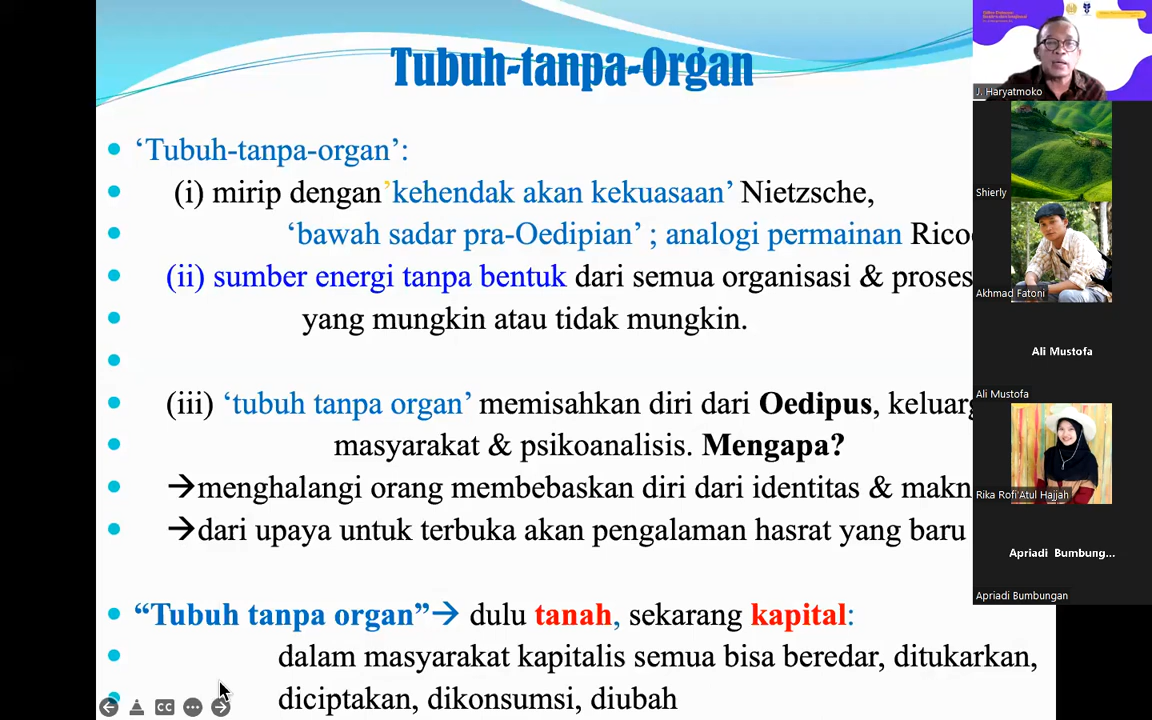 Tubuh-tanpa-Organ
‘Tubuh-tanpa-organ’:
(i) mirip dengan ’kehendak akan kekuasaan’ Nietzsche,
‘bawah sadar pra-Oedipian’ ; analogi permainan
(ii) sumber energi tanpa bentuk dari semua organisasi & proses
yang mungkin atau tidak mungkin.
(iii) ‘tubuh tanpa organ’ memisahkan diri dari Oedipus,
masyarakat & psikoanalisis. Mengapa?
→menghalangi orang membebaskan diri dari identitas &
→dari upaya untuk terbuka akan pengalaman hasrat yang baru
“Tubuh tanpa organ”→ dulu tanah, sekarang kapital:
dalam masyarakat kapitalis semua bisa beredar, ditukarkan,
diciptakan, dikonsumsi, diubah
CC
J. Haryatmoko
Shierly
Akhmad Fatoni
Ali Mustofa
Ali Mustofa
Rika Rofi'Atul Hajjah
Apriadi Bumbung...
Apriadi Bumbungan